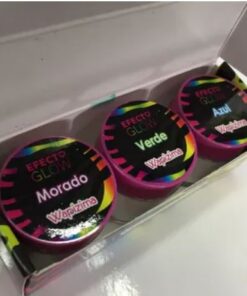 EFECTO
GLOW
Morado
Wapizima
EFECTO
GLOW
Verde
Wapizima
EFECTO
GLOW
Azul
Wapizima